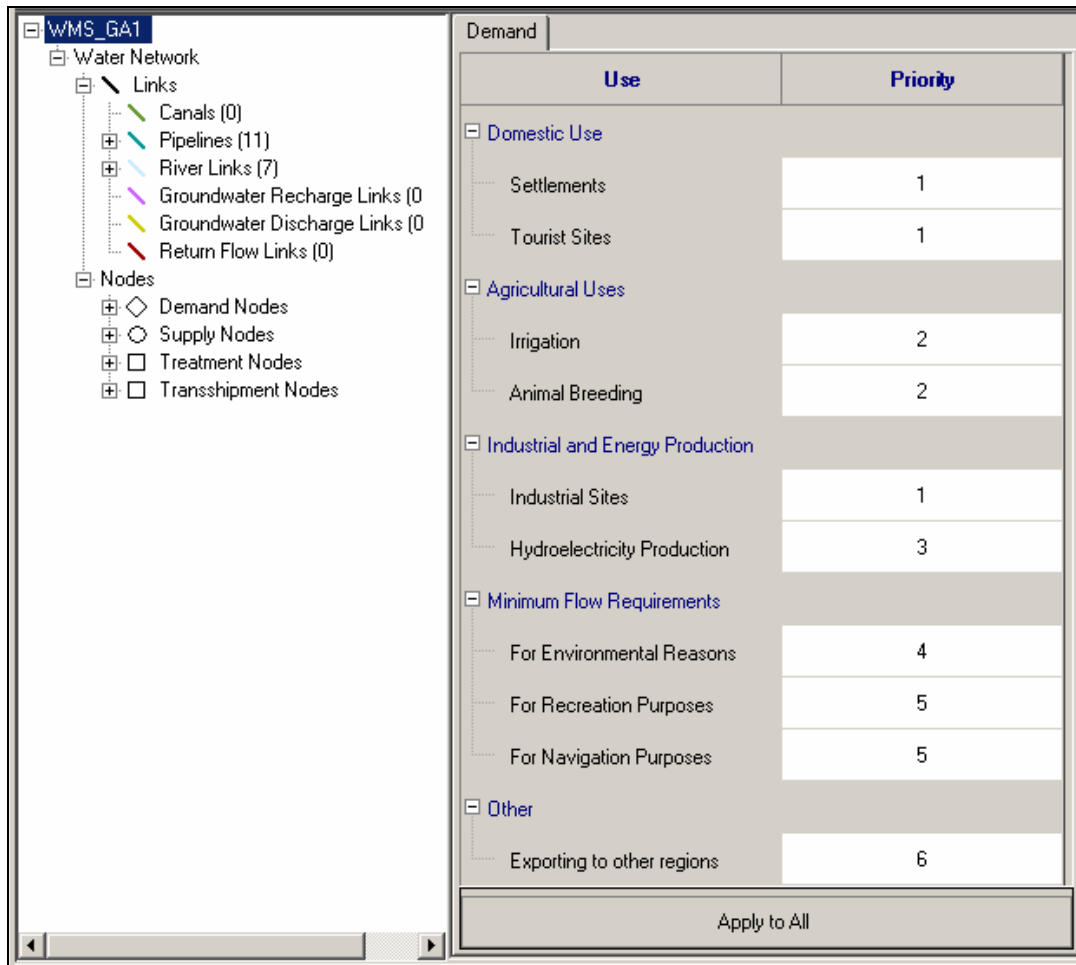 WMS_GA1
Water Network
Links
Canals (0)
Pipelines (11)
River Links (7)
Groundwater Recharge Links (0
Groundwater Discharge Links (0
Return Flow Links (0)
Nodes
Demand Nodes
Supply Nodes
Treatment Nodes
Transshipment Nodes
Demand
Use Priority
Domestic Use
Settlements 1
Tourist Sites 1
Agricultural Uses
Irrigation 2
Animal Breeding 2
Industrial and Energy Production
Industrial Sites 1
Hydroelectricity Production 3
Minimum Flow Requirements
For Environmental Reasons 4
For Recreation Purposes 5
For Navigation Purposes 5
Other
Exporting to other regions 6
Apply to All